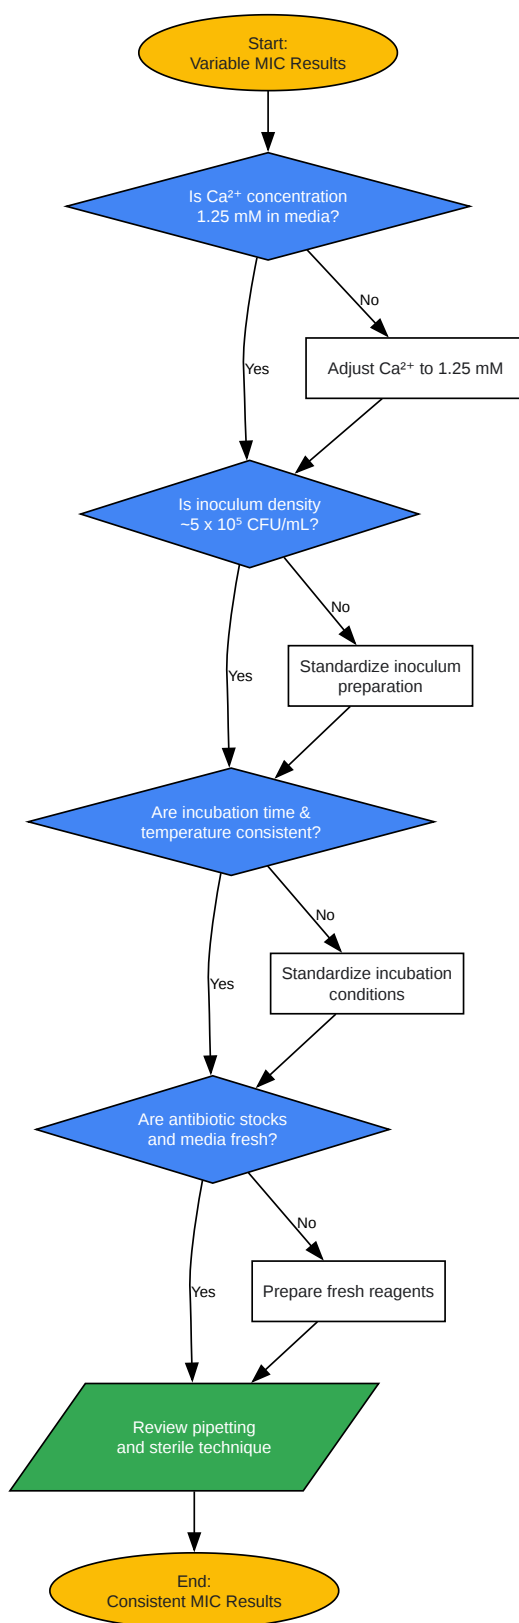 Start:
Variable MIC Results
Is Ca²⁺ concentration
1.25 mM in media?
No
Yes
Adjust Ca²⁺ to 1.25 mM
Is inoculum density
~5 x 10⁵ CFU/mL?
No
Yes
Standardize inoculum
preparation
Are incubation time &
temperature consistent?
No
Yes
Standardize incubation
conditions
Are antibiotic stocks
and media fresh?
No
Yes
Prepare fresh reagents
Review pipetting
and sterile technique
End:
Consistent MIC Results